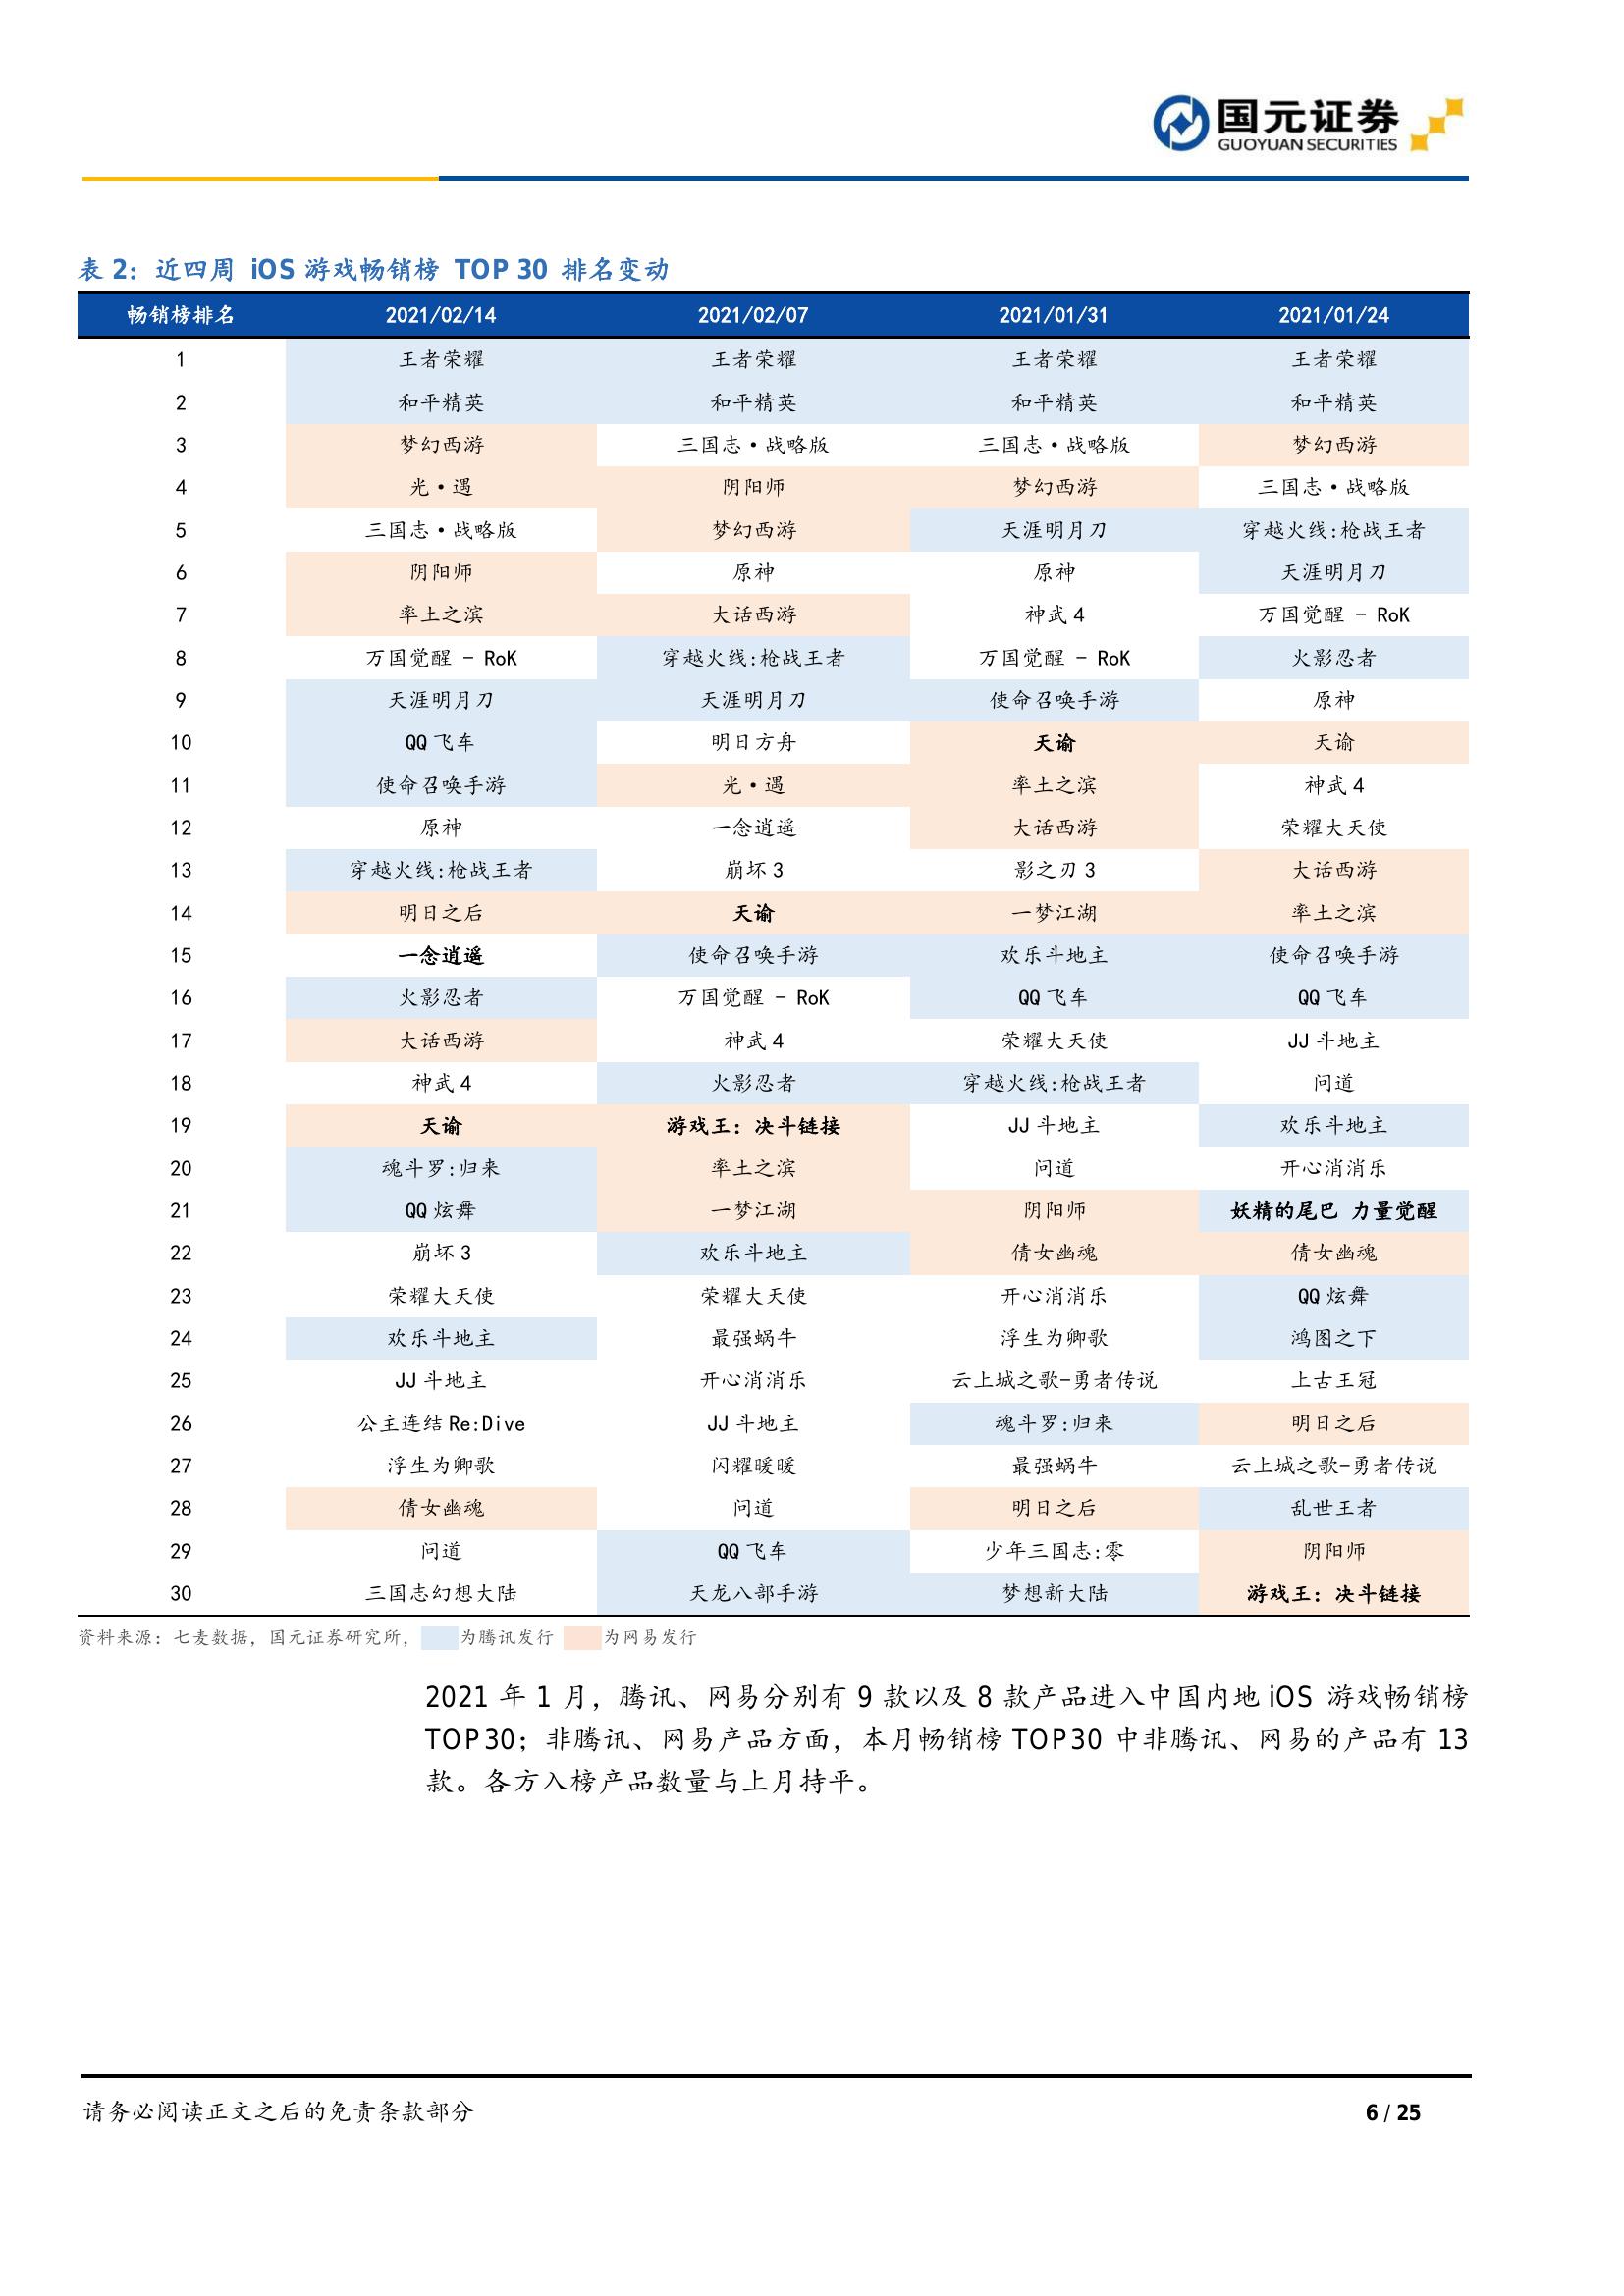 国元证券
GUOYUAN SECURITIES
表 2：近四周 iOS 游戏畅销榜 TOP 30 排名变动
畅销榜排名 2021/02/14 2021/02/07 2021/01/31 2021/01/24
1 王者荣耀 王者荣耀 王者荣耀 王者荣耀
2 和平精英 和平精英 和平精英 和平精英
3 梦幻西游 三国志·战略版 三国志·战略版 梦幻西游
4 光·遇 阴阳师 梦幻西游 三国志·战略版
5 三国志·战略版 梦幻西游 天涯明月刀 穿越火线:枪战王者
6 阴阳师 原神 原神 天涯明月刀
7 率土之滨 大话西游 神武 4 万国觉醒 - RoK
8 万国觉醒 - RoK 穿越火线:枪战王者 万国觉醒 - RoK 火影忍者
9 天涯明月刀 天涯明月刀 使命召唤手游 原神
10 QQ 飞车 明日方舟 天谕 天谕
11 使命召唤手游 光·遇 率土之滨 神武 4
12 原神 一念逍遥 大话西游 荣耀大天使
13 穿越火线:枪战王者 崩坏 3 影之刃 3 大话西游
14 明日之后 天谕 一梦江湖 率土之滨
15 一念逍遥 使命召唤手游 欢乐斗地主 使命召唤手游
16 火影忍者 万国觉醒 - RoK QQ 飞车 QQ 飞车
17 大话西游 神武 4 荣耀大天使 JJ 斗地主
18 神武 4 火影忍者 穿越火线:枪战王者 问道
19 天谕 游戏王：决斗链接 JJ 斗地主 欢乐斗地主
20 魂斗罗:归来 率土之滨 问道 开心消消乐
21 QQ 炫舞 一梦江湖 阴阳师 妖精的尾巴 力量觉醒
22 崩坏 3 欢乐斗地主 倩女幽魂 倩女幽魂
23 荣耀大天使 荣耀大天使 开心消消乐 QQ 炫舞
24 欢乐斗地主 最强蜗牛 浮生为卿歌 鸿图之下
25 JJ 斗地主 开心消消乐 云上城之歌-勇者传说 上古王冠
26 公主连结 Re:Dive JJ 斗地主 魂斗罗:归来 明日之后
27 浮生为卿歌 闪耀暖暖 最强蜗牛 云上城之歌-勇者传说
28 倩女幽魂 问道 明日之后 乱世王者
29 问道 QQ 飞车 少年三国志:零 阴阳师
30 三国志幻想大陆 天龙八部手游 梦想新大陆 游戏王：决斗链接
资料来源：七麦数据，国元证券研究所， 为腾讯发行 为网易发行
2021 年 1 月，腾讯、网易分别有 9 款以及 8 款产品进入中国内地 iOS 游戏畅销榜
TOP30；非腾讯、网易产品方面，本月畅销榜 TOP30 中非腾讯、网易的产品有 13
款。各方入榜产品数量与上月持平。
请务必阅读正文之后的免责条款部分 6 / 25